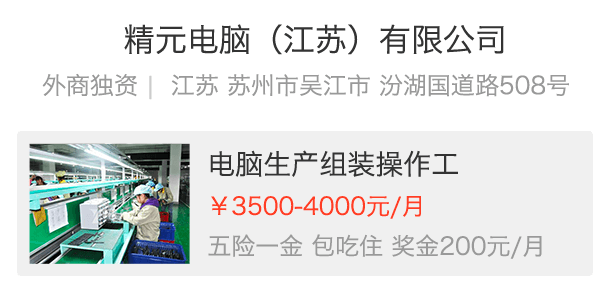 精元电脑（江苏）有限公司
外商独资｜ 江苏 苏州市吴江市 汾湖国道路508号
电脑生产组装操作工
￥3500-4000元/月
五险一金 包吃住 奖金200元/月